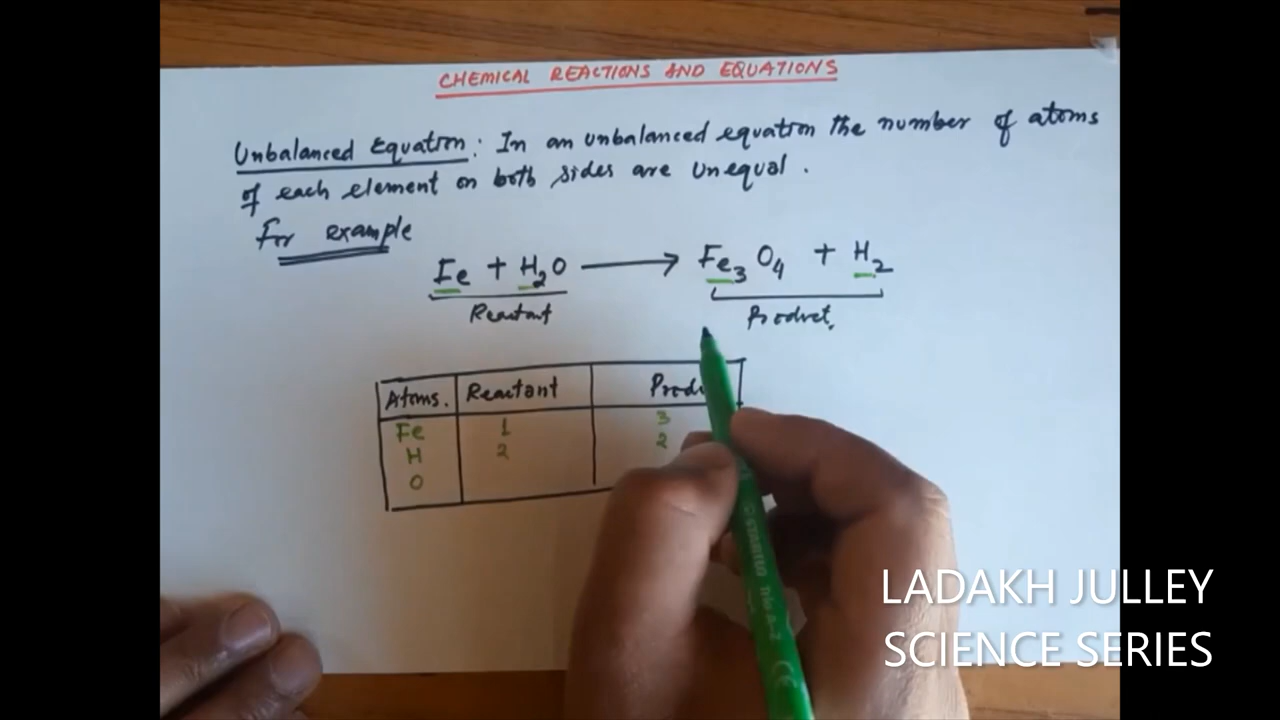 CHEMICAL REACTIONS AND EQUATIONS
Unbalanced Equation: In an unbalanced equation the number of atoms
of each element on both sides are unequal.
For example
Fe + H₂O ⟶ Fe₃O₄ + H₂
Reactant Product.
Atoms. Reactant
Fe 1 3
H 2 2
O
STABILO Trio
LADAKH JULLEY
SCIENCE SERIES